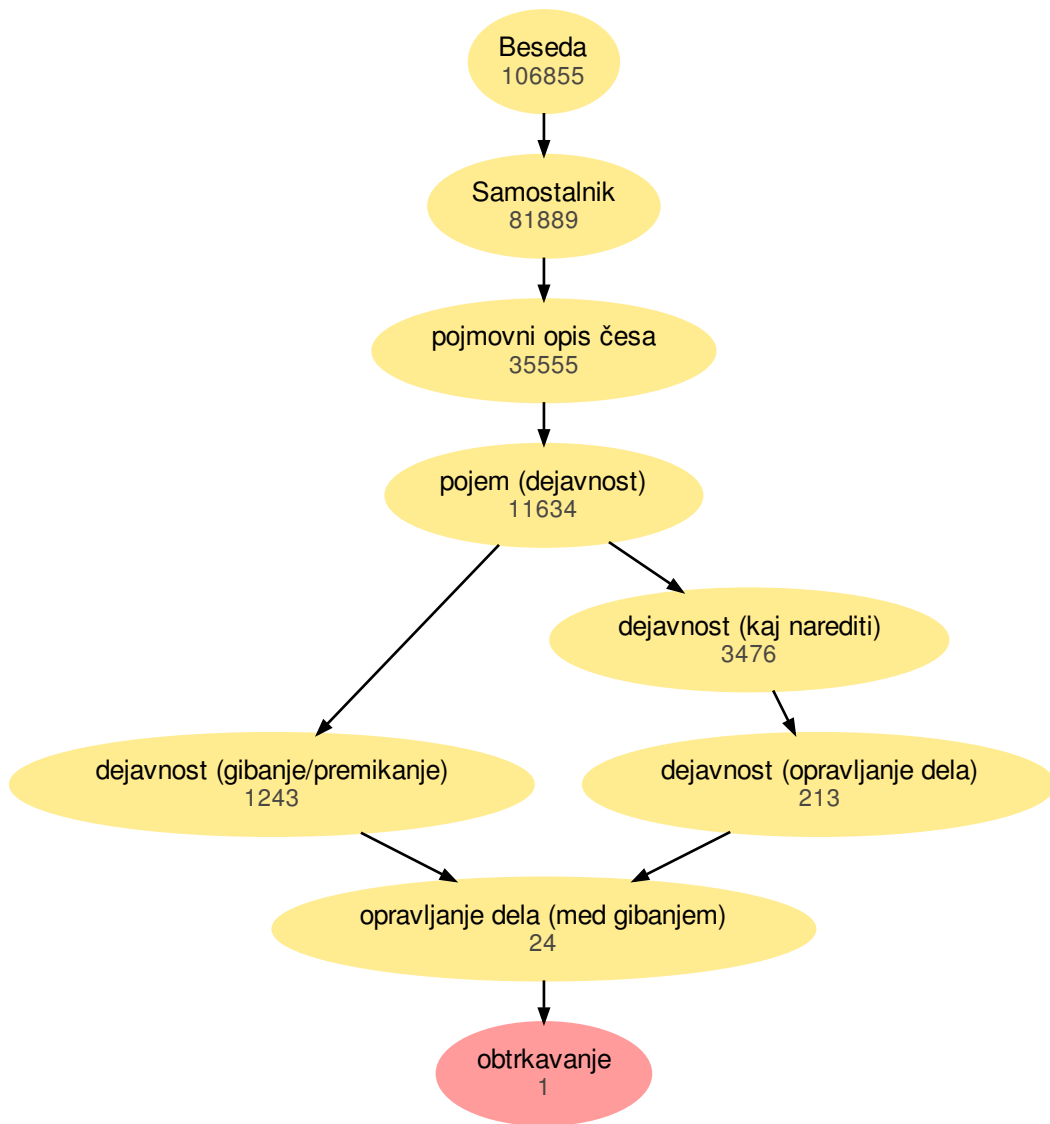 Beseda
106855
Samostalnik
81889
pojmovni opis česa
35555
pojem (dejavnost)
11634
dejavnost (kaj narediti)
3476
dejavnost (gibanje/premikanje)
1243
dejavnost (opravljanje dela)
213
opravljanje dela (med gibanjem)
24
obtrkavanje
1